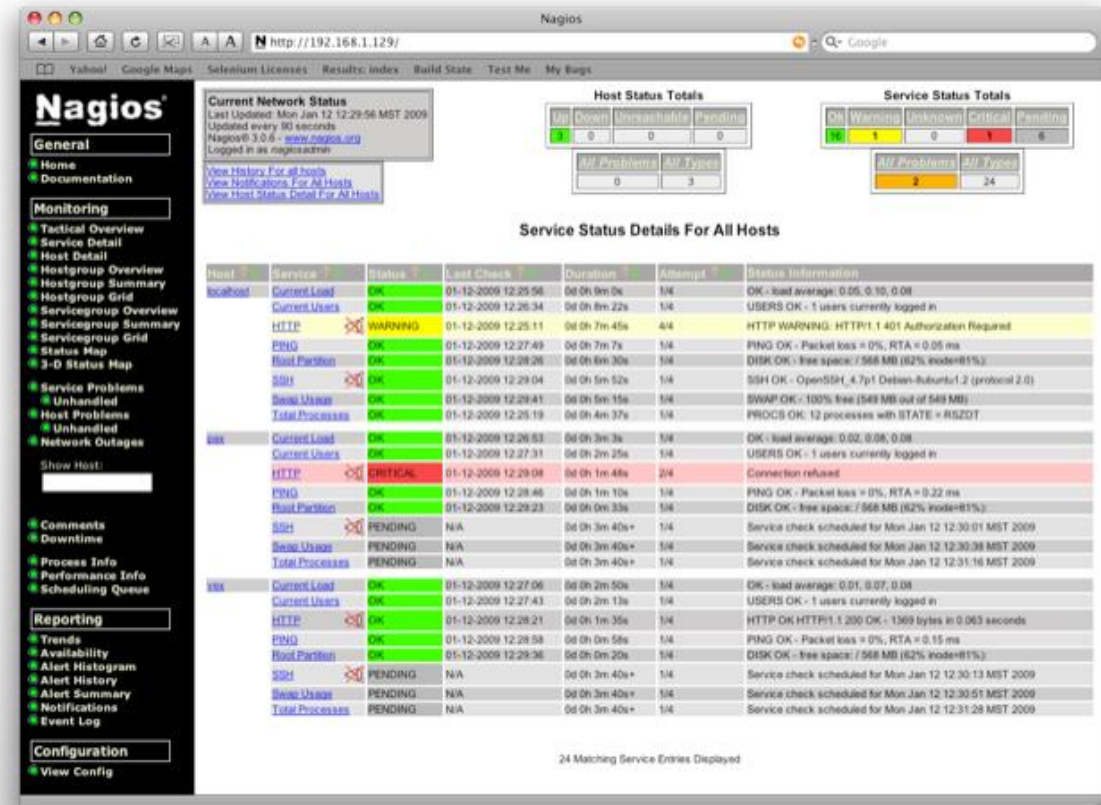 Nagios
A A N http://192.168.1.129/ Q- Google
Yahoo! Google Maps Selenium Licenses Results: index Build State Test Me My Bugs
Nagios
General
Home
Documentation
Monitoring
Tactical Overview
Service Detail
Host Detail
Hostgroup Overview
Hostgroup Summary
Hostgroup Grid
Servicegroup Overview
Servicegroup Summary
Servicegroup Grid
Status Map
3-D Status Map
Service Problems
Unhandled
Host Problems
Unhandled
Network Outages
Show Host:
Comments
Downtime
Process Info
Performance Info
Scheduling Queue
Reporting
Trends
Availability
Alert Histogram
Alert History
Alert Summary
Notifications
Event Log
Configuration
View Config
Current Network Status
Last Updated: Mon Jan 12 12:29:56 MST 2009
Updated every 90 seconds
Nagios® 3.0.6 - www.nagios.org
Logged in as nagiosadmin
View History For all hosts
View Notifications For All Hosts
View Host Status Detail For All Hosts
Host Status Totals
Up Down Unreachable Pending
3 0 0 0
All Problems All Types
0 3
Service Status Totals
Ok Warning Unknown Critical Pending
16 1 0 1 6
All Problems All Types
2 24
Service Status Details For All Hosts
Host Service Status Last Check Duration Attempt Status Information
localhost Current Load OK 01-12-2009 12:25:56 0d 0h 9m 0s 1/4 OK - load average: 0.05, 0.10, 0.08
Current Users OK 01-12-2009 12:26:34 0d 0h 8m 22s 1/4 USERS OK - 1 users currently logged in
HTTP WARNING 01-12-2009 12:25:11 0d 0h 7m 45s 4/4 HTTP WARNING: HTTP/1.1 401 Authorization Required
PING OK 01-12-2009 12:27:49 0d 0h 7m 7s 1/4 PING OK - Packet loss = 0%, RTA = 0.05 ms
Root Partition OK 01-12-2009 12:28:26 0d 0h 6m 30s 1/4 DISK OK - free space: / 568 MB (62% inode=81%):
SSH OK 01-12-2009 12:29:04 0d 0h 5m 52s 1/4 SSH OK - OpenSSH_4.7p1 Debian-8ubuntu1.2 (protocol 2.0)
Swap Usage OK 01-12-2009 12:29:41 0d 0h 5m 15s 1/4 SWAP OK - 100% free (549 MB out of 549 MB)
Total Processes OK 01-12-2009 12:25:19 0d 0h 4m 37s 1/4 PROCS OK: 12 processes with STATE = RSZDT
Current Load OK 01-12-2009 12:26:53 0d 0h 3m 3s 1/4 OK - load average: 0.02, 0.08, 0.08
Current Users OK 01-12-2009 12:27:31 0d 0h 2m 25s 1/4 USERS OK - 1 users currently logged in
HTTP CRITICAL 01-12-2009 12:29:08 0d 0h 1m 48s 2/4 Connection refused
PING OK 01-12-2009 12:28:46 0d 0h 1m 10s 1/4 PING OK - Packet loss = 0%, RTA = 0.22 ms
Root Partition OK 01-12-2009 12:29:23 0d 0h 0m 33s 1/4 DISK OK - free space: / 568 MB (62% inode=81%):
SSH PENDING N/A 0d 0h 3m 40s+ 1/4 Service check scheduled for Mon Jan 12 12:30:01 MST 2009
Swap Usage PENDING N/A 0d 0h 3m 40s+ 1/4 Service check scheduled for Mon Jan 12 12:30:38 MST 2009
Total Processes PENDING N/A 0d 0h 3m 40s+ 1/4 Service check scheduled for Mon Jan 12 12:31:16 MST 2009
Current Load OK 01-12-2009 12:27:06 0d 0h 2m 50s 1/4 OK - load average: 0.01, 0.07, 0.08
Current Users OK 01-12-2009 12:27:43 0d 0h 2m 13s 1/4 USERS OK - 1 users currently logged in
HTTP OK 01-12-2009 12:28:21 0d 0h 1m 35s 1/4 HTTP OK HTTP/1.1 200 OK - 1369 bytes in 0.063 seconds
PING OK 01-12-2009 12:28:58 0d 0h 0m 58s 1/4 PING OK - Packet loss = 0%, RTA = 0.15 ms
Root Partition OK 01-12-2009 12:29:36 0d 0h 0m 20s 1/4 DISK OK - free space: / 568 MB (62% inode=81%):
SSH PENDING N/A 0d 0h 3m 40s+ 1/4 Service check scheduled for Mon Jan 12 12:30:13 MST 2009
Swap Usage PENDING N/A 0d 0h 3m 40s+ 1/4 Service check scheduled for Mon Jan 12 12:30:51 MST 2009
Total Processes PENDING N/A 0d 0h 3m 40s+ 1/4 Service check scheduled for Mon Jan 12 12:31:28 MST 2009
24 Matching Service Entries Displayed